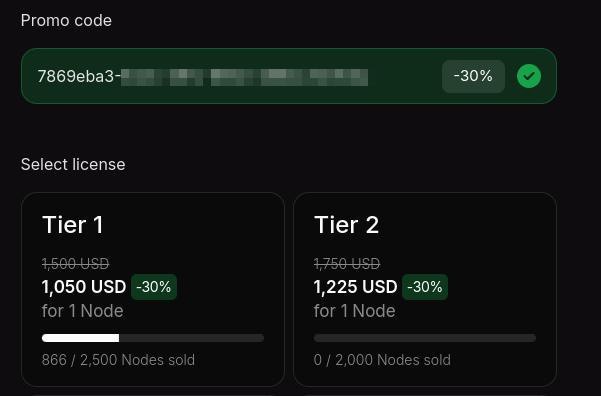 Promo code
7869eba3-
-30%
Select license
Tier 1
1,500 USD
1,050 USD -30%
for 1 Node
866 / 2,500 Nodes sold
Tier 2
1,750 USD
1,225 USD -30%
for 1 Node
0 / 2,000 Nodes sold